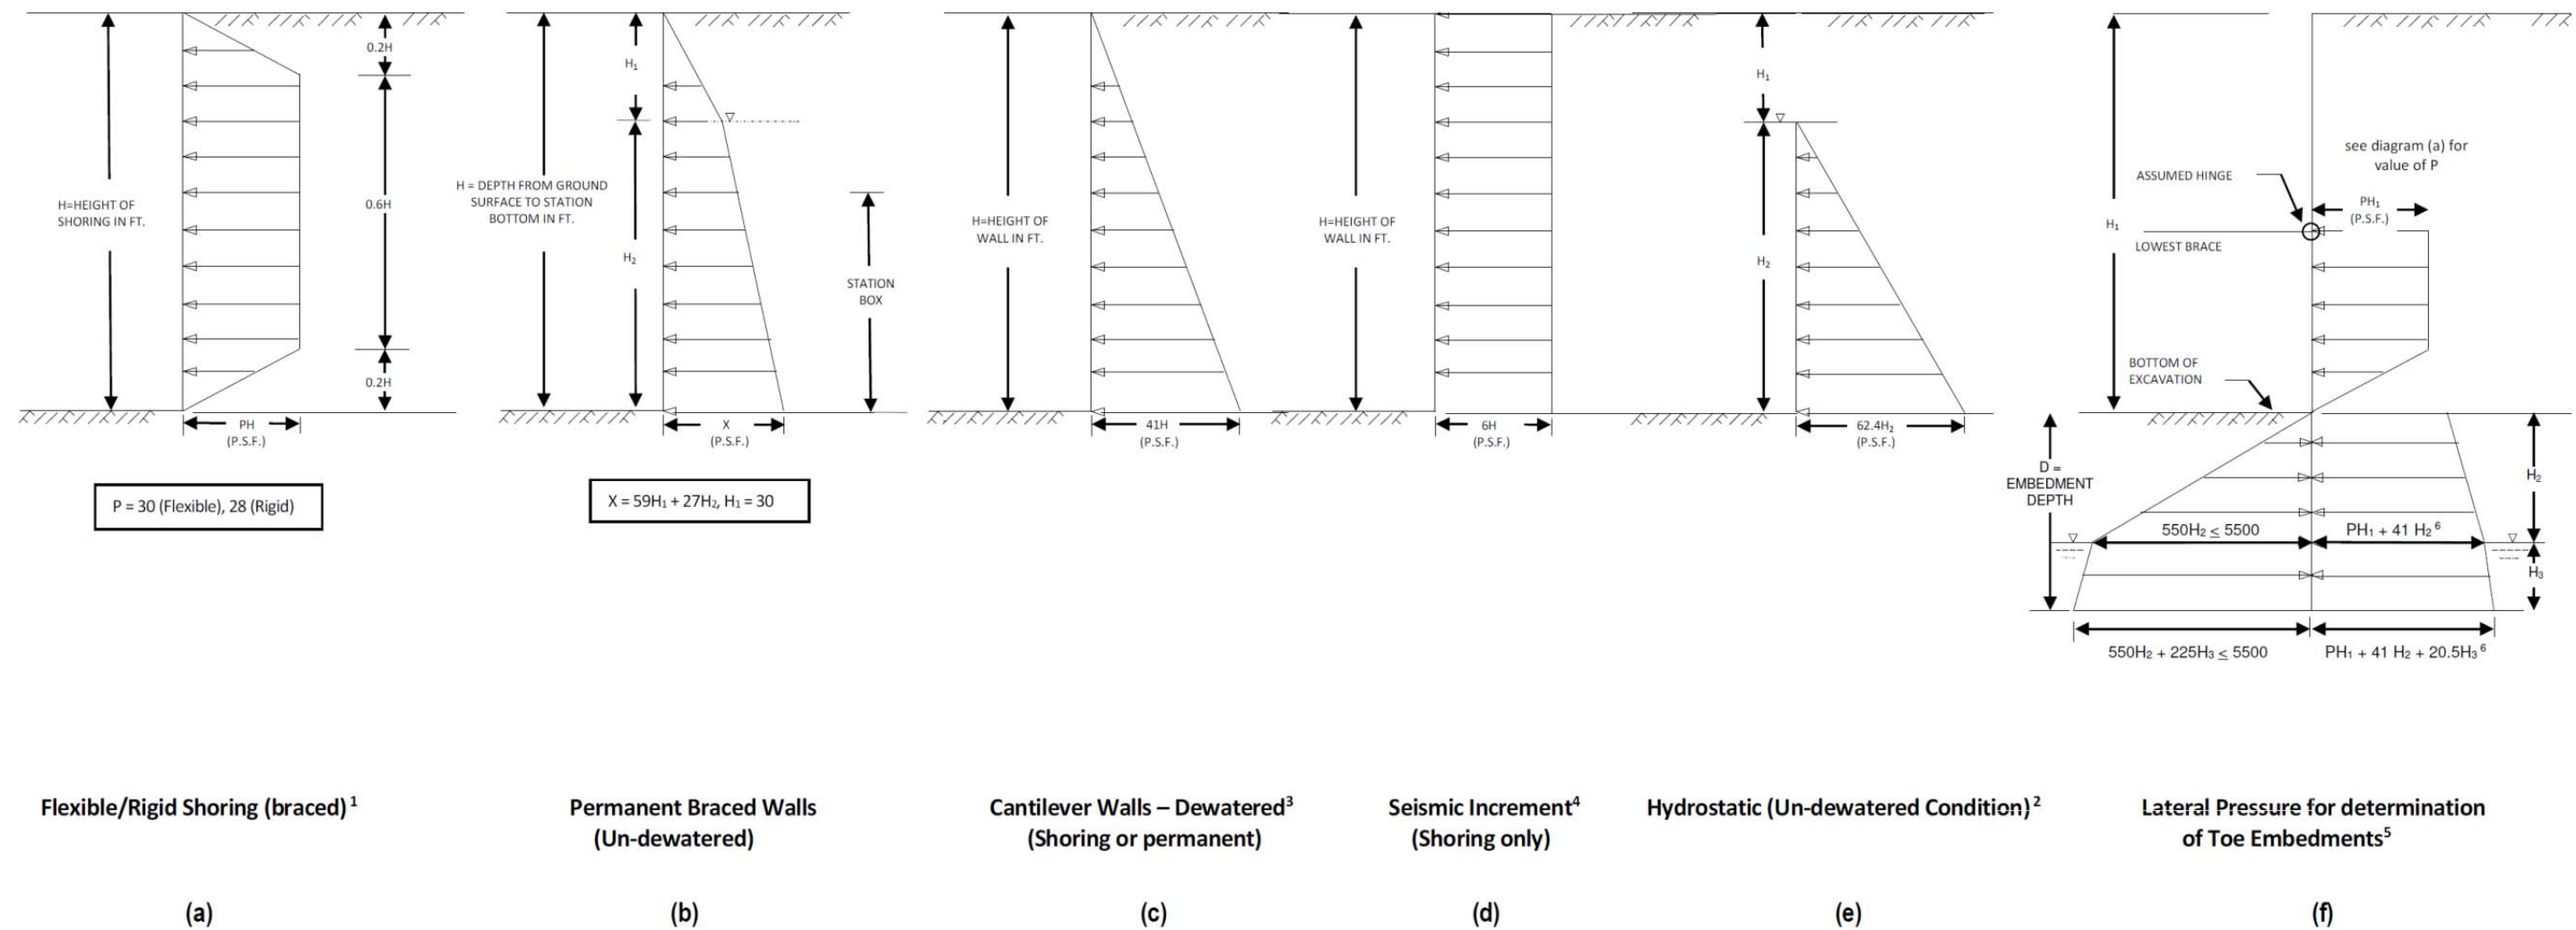 0.2H
H=HEIGHT OF
SHORING IN FT.
0.6H
0.2H
PH
(P.S.F.)
P = 30 (Flexible), 28 (Rigid)
Flexible/Rigid Shoring (braced) 1
(a)
H1
H = DEPTH FROM GROUND
SURFACE TO STATION
BOTTOM IN FT.
H2
STATION
BOX
X
(P.S.F.)
X = 59H1 + 27H2, H1 = 30
Permanent Braced Walls
(Un-dewatered)
(b)
H=HEIGHT OF
WALL IN FT.
41H
(P.S.F.)
Cantilever Walls – Dewatered3
(Shoring or permanent)
(c)
H=HEIGHT OF
WALL IN FT.
6H
(P.S.F.)
Seismic Increment4
(Shoring only)
(d)
H1
H2
62.4H2
(P.S.F.)
Hydrostatic (Un-dewatered Condition) 2
(e)
see diagram (a) for
value of P
ASSUMED HINGE
PH1
(P.S.F.)
H1
LOWEST BRACE
BOTTOM OF
EXCAVATION
D =
EMBEDMENT
DEPTH
H2
550H2 ≤ 5500
PH1 + 41 H2 6
H3
550H2 + 225H3 ≤ 5500
PH1 + 41 H2 + 20.5H3 6
Lateral Pressure for determination
of Toe Embedments5
(f)